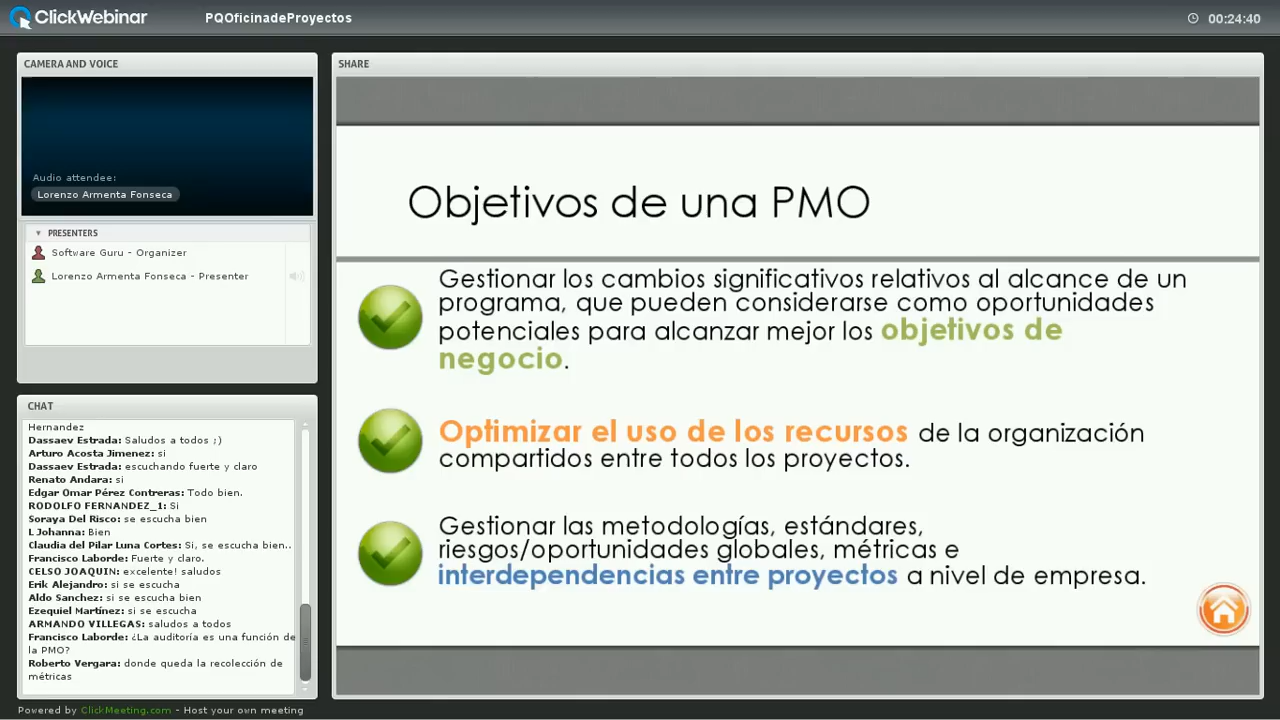 ClickWebinar
PQOficinadeProyectos
00:24:40
CAMERA AND VOICE
Audio attendee:
Lorenzo Armenta Fonseca
PRESENTERS
Software Guru - Organizer
Lorenzo Armenta Fonseca - Presenter
CHAT
Hernandez
Dassaev Estrada: Saludos a todos ;)
Arturo Acosta Jimenez: si
Dassaev Estrada: escuchando fuerte y claro
Renato Andara: si
Edgar Omar Pérez Contreras: Todo bien.
RODOLFO FERNANDEZ_1: Si
Soraya Del Risco: se escucha bien
L Johanna: Bien
Claudia del Pilar Luna Cortes: Si, se escucha bien..
Francisco Laborde: Fuerte y claro.
CELSO JOAQUIN: excelente! saludos
Erik Alejandro: si se escucha
Aldo Sanchez: si se escucha bien
Ezequiel Martínez: si se escucha
ARMANDO VILLEGAS: saludos a todos
Francisco Laborde: ¿La auditoría es una función de
la PMO?
Roberto Vergara: donde queda la recolección de
métricas
SHARE
Objetivos de una PMO
Gestionar los cambios significativos relativos al alcance de un
programa, que pueden considerarse como oportunidades
potenciales para alcanzar mejor los objetivos de
negocio.
Optimizar el uso de los recursos de la organización
compartidos entre todos los proyectos.
Gestionar las metodologías, estándares,
riesgos/oportunidades globales, métricas e
interdependencias entre proyectos a nivel de empresa.
Powered by ClickMeeting.com - Host your own meeting